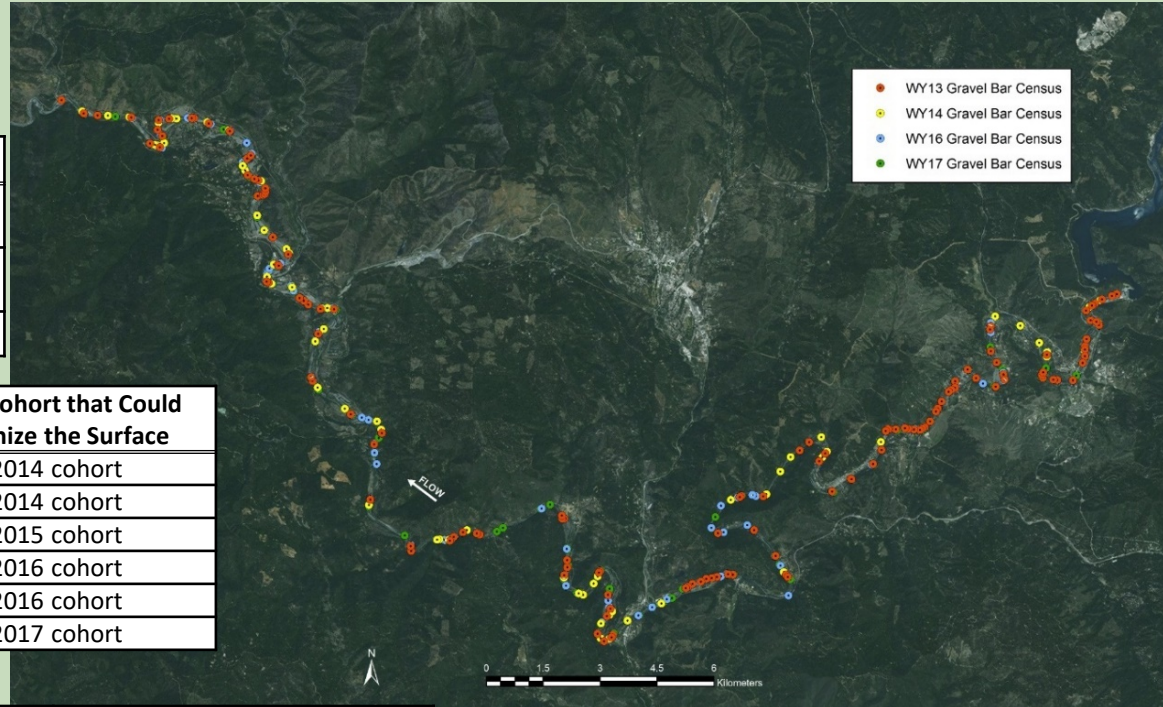 WY13 Gravel Bar Census
WY14 Gravel Bar Census
WY16 Gravel Bar Census
WY17 Gravel Bar Census
ohort that Could
nize the Surface
2014 cohort
2014 cohort
2015 cohort
2016 cohort
2016 cohort
2017 cohort
FLOW
N
0 1.5 3 4.5 6
Kilometers